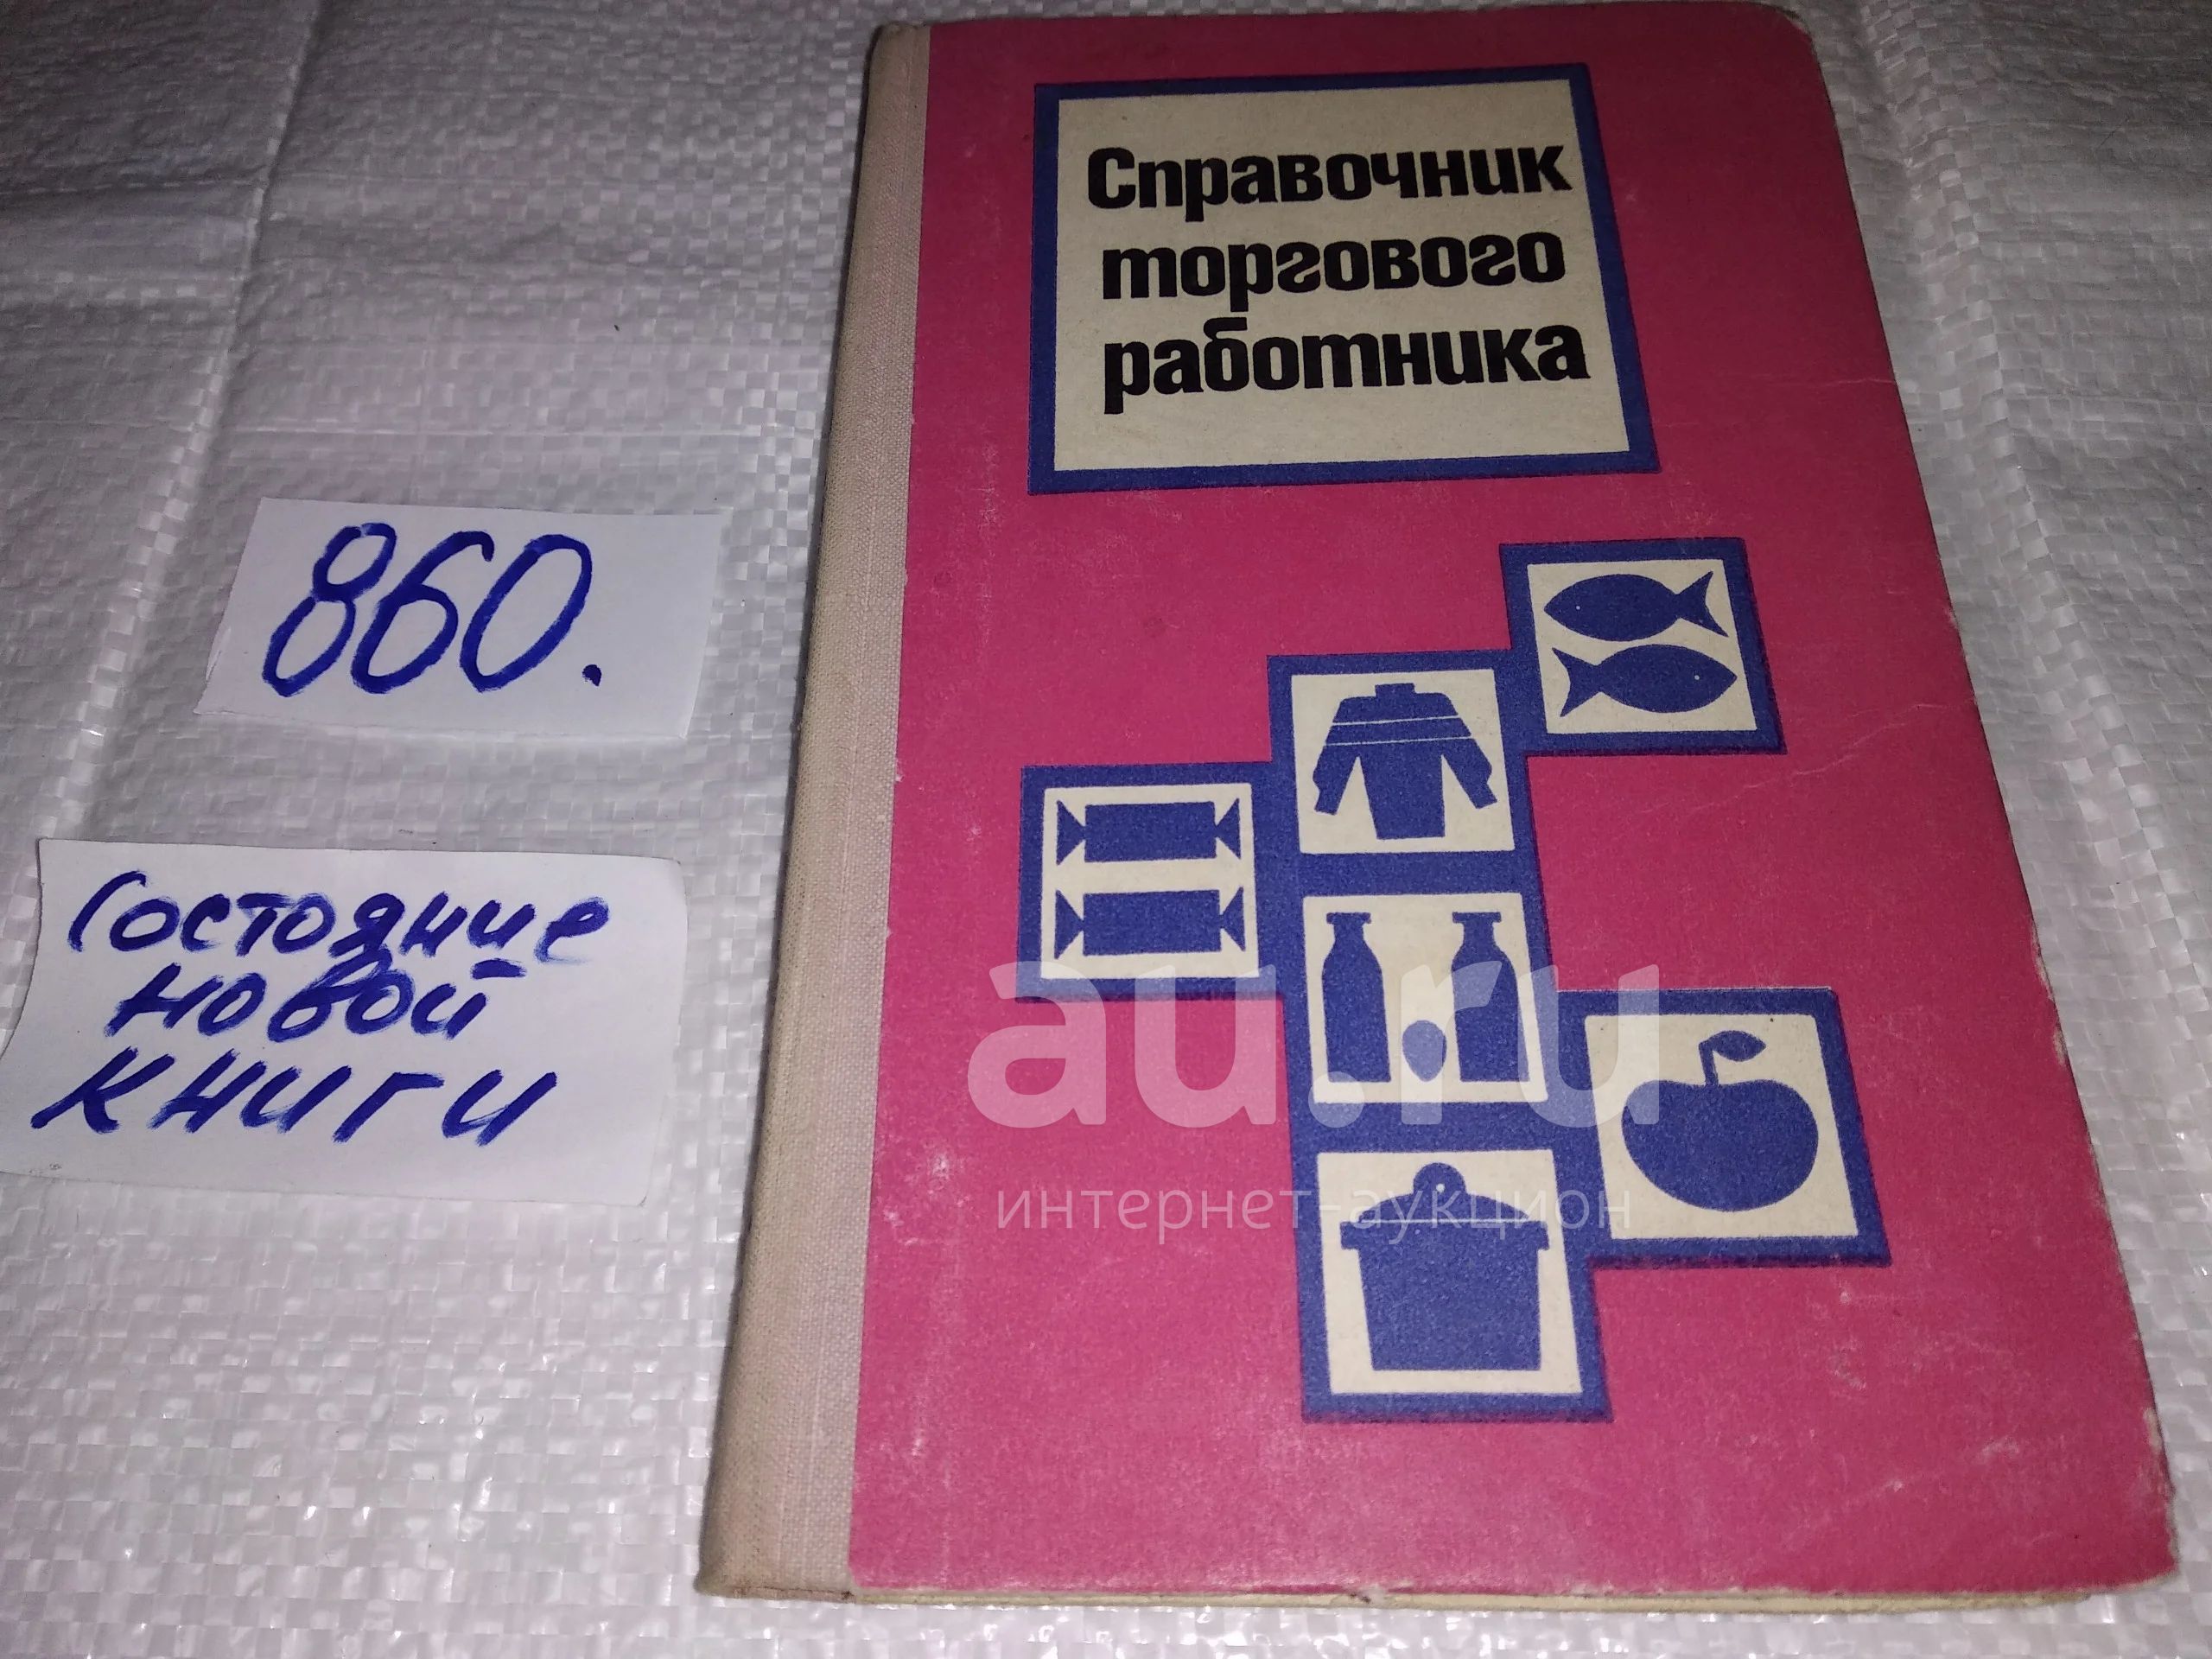 Справочник
торгового
работника
860.
Состояние
новой
книги
au.ru
интернет-аукцион